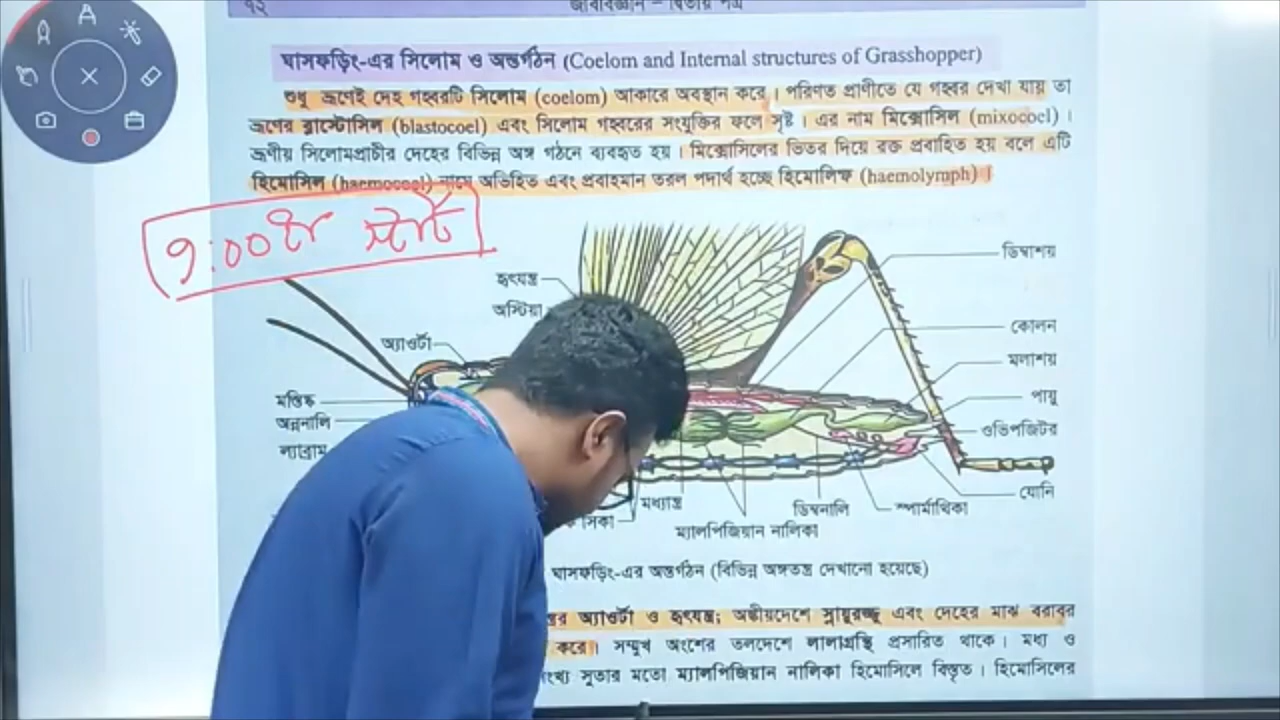 ৭২
জীববিজ্ঞান – দ্বিতীয় পত্র
ঘাসফড়িং-এর সিলোম ও অন্তর্গঠন (Coelom and Internal structures of Grasshopper)
শুধু ভ্রূণেই দেহ গহ্বরটি সিলোম (coelom) আকারে অবস্থান করে। পরিণত প্রাণীতে যে গহ্বর দেখা যায় তা
ভ্রূণের ব্লাস্টোসিল (blastocoel) এবং সিলোম গহ্বরের সংযুক্তির ফলে সৃষ্ট। এর নাম মিক্সোসিল (mixocoel)।
ভ্রূণীয় সিলোমপ্রাচীর দেহের বিভিন্ন অঙ্গ গঠনে ব্যবহৃত হয়। মিক্সোসিলের ভিতর দিয়ে রক্ত প্রবাহিত হয় বলে এটি
হিমোসিল (haemocoel) নামে অভিহিত এবং প্রবাহমান তরল পদার্থ হচ্ছে হিমোলিম্ফ (haemolymph)।
৭:০০টায় স্টার্ট
ডিম্বাশয়
হৃৎযন্ত্র
অস্টিয়া
কোলন
অ্যাওর্টা
মলাশয়
মস্তিষ্ক
পায়ু
অন্ননালি
ওভিপজিটর
ল্যাব্রাম
যোনি
মধ্যান্ত্র
ডিম্বনালি
স্পার্মাথিকা
সিকা
ম্যালপিজিয়ান নালিকা
ঘাসফড়িং-এর অন্তর্গঠন (বিভিন্ন অঙ্গতন্ত্র দেখানো হয়েছে)
অ্যাওর্টা ও হৃৎযন্ত্র; অঙ্কীয়দেশে স্নায়ুরজ্জু এবং দেহের মাঝ বরাবর
করে। সম্মুখ অংশের তলদেশে লালাগ্রন্থি প্রসারিত থাকে। মধ্য ও
সুতার মতো ম্যালপিজিয়ান নালিকা হিমোসিলে বিস্তৃত। হিমোসিলের